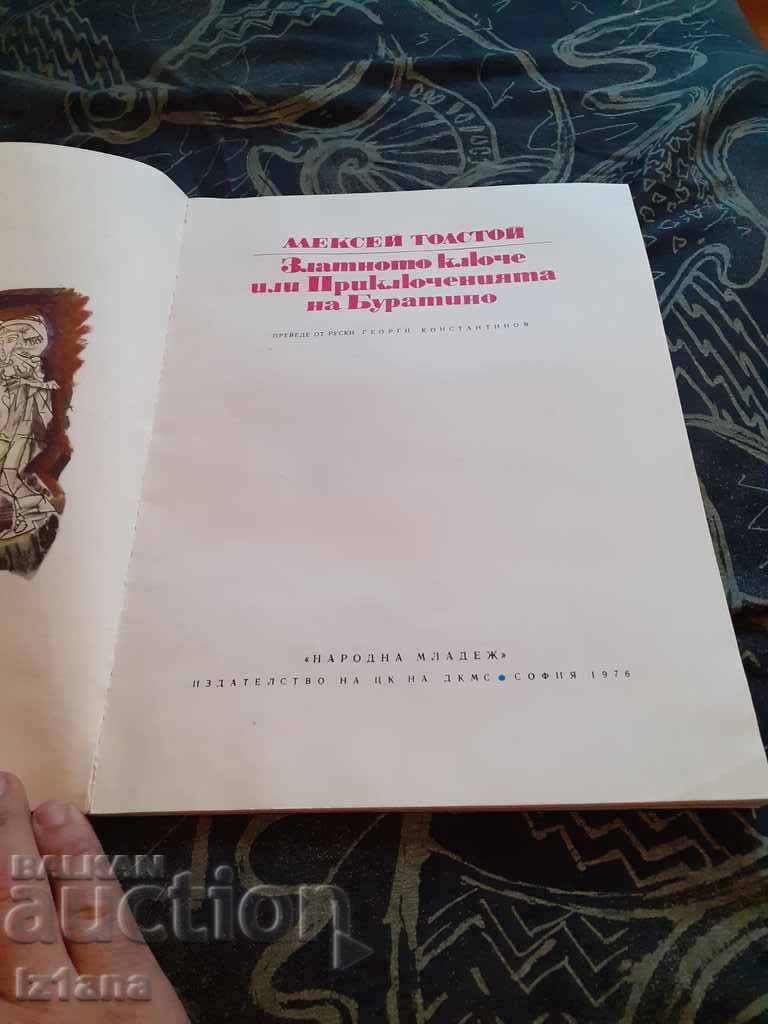 АЛЕКСЕЙ ТОЛСТОЙ
Златното ключе
или Приключенията
на Буратино
ПРЕВЕДЕ ОТ РУСКИ ГЕОРГИ КОНСТАНТИНОВ
«НАРОДНА МЛАДЕЖ»
ИЗДАТЕЛСТВО НА ЦК НА ДКМС • СОФИЯ 1976
BALKAN
auction
iz1ana